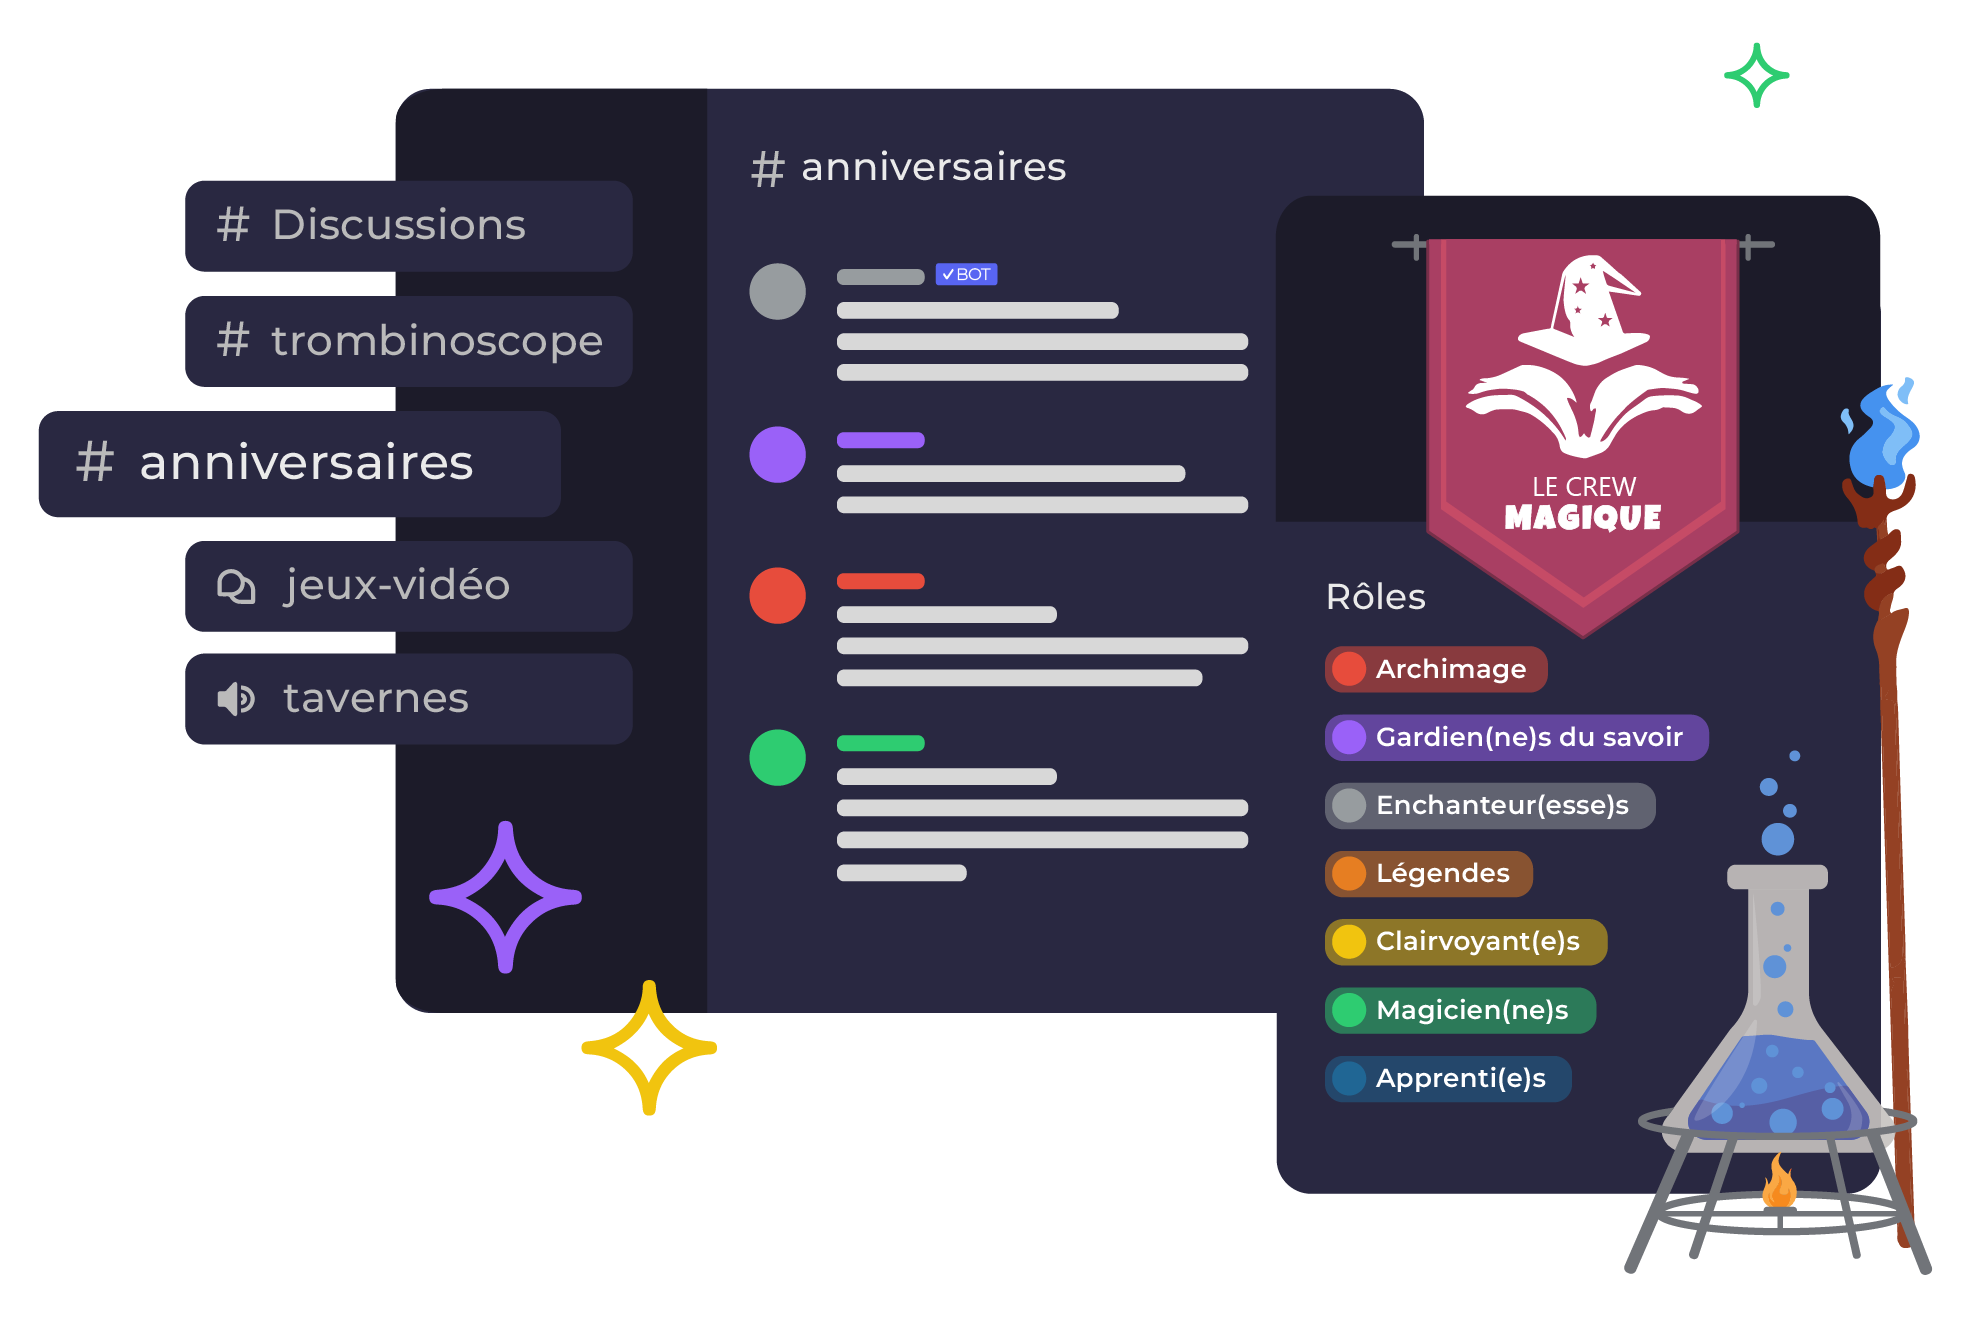 # Discussions
# trombinoscope
# anniversaires
jeux-vidéo
tavernes
# anniversaires
✓BOT
LE CREW
MAGIQUE
Rôles
Archimage
Gardien(ne)s du savoir
Enchanteur(esse)s
Légendes
Clairvoyant(e)s
Magicien(ne)s
Apprenti(e)s